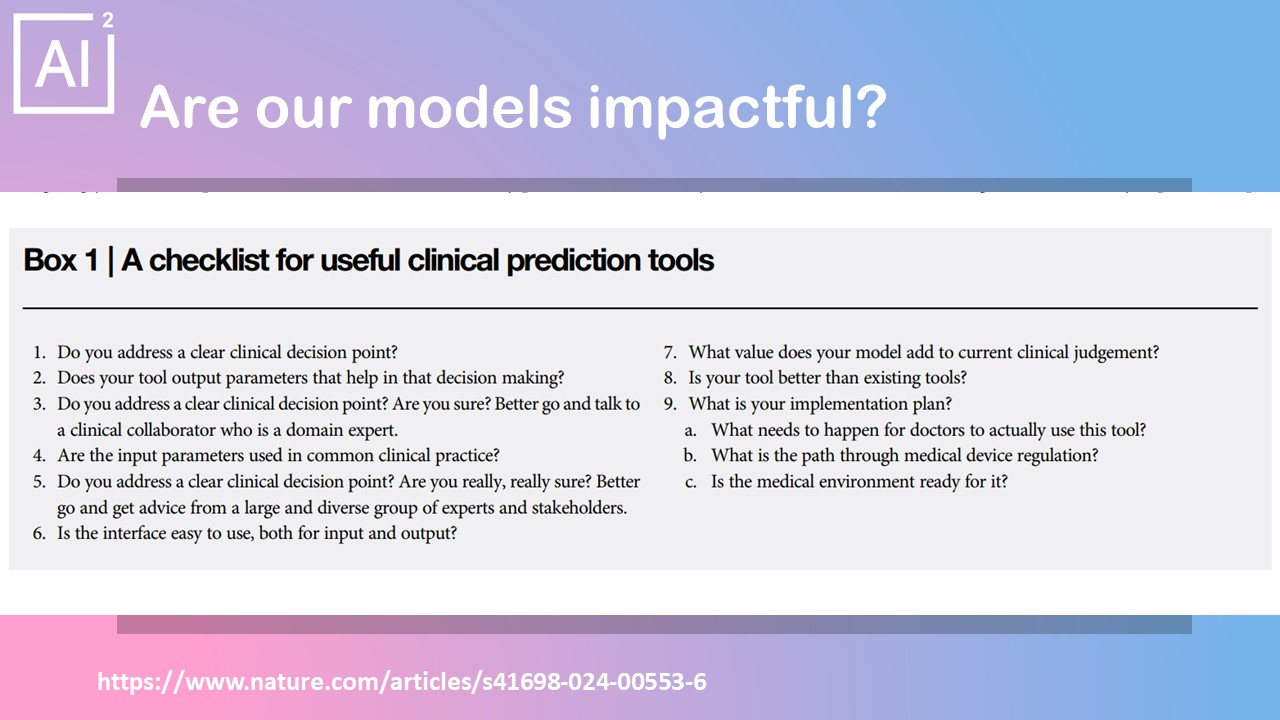 AI 2
Are our models impactful?
Box 1 | A checklist for useful clinical prediction tools
1. Do you address a clear clinical decision point?
2. Does your tool output parameters that help in that decision making?
3. Do you address a clear clinical decision point? Are you sure? Better go and talk to
a clinical collaborator who is a domain expert.
4. Are the input parameters used in common clinical practice?
5. Do you address a clear clinical decision point? Are you really, really sure? Better
go and get advice from a large and diverse group of experts and stakeholders.
6. Is the interface easy to use, both for input and output?
7. What value does your model add to current clinical judgement?
8. Is your tool better than existing tools?
9. What is your implementation plan?
a. What needs to happen for doctors to actually use this tool?
b. What is the path through medical device regulation?
c. Is the medical environment ready for it?
https://www.nature.com/articles/s41698-024-00553-6